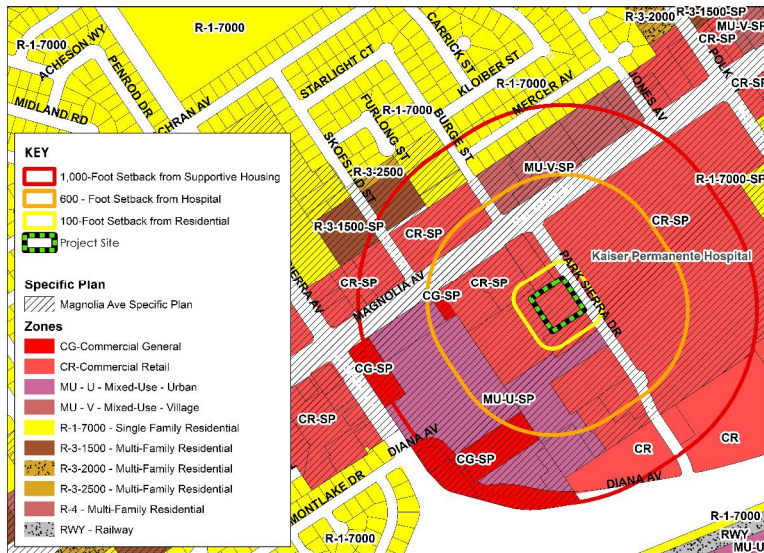 R-3-2000
R-3-1500-SP
CR-SP
MU-V-SP
R-1-7000
R-1-7000
ACHESON WY
PENROD DR
CARRICK ST
STARLIGHT CT
KLOIBER ST
R-1-7000
JONES AV
POLK
CR-SP
MIDLAND RD
CHRAN AV
FURLONG ST
R-1-7000
BURGE ST
MERCER AV
SKOFSTAD ST
R-3-2500
MU-V-SP
R-1-7000-SP
R-3-1500-SP
CR-SP
CR-SP
PARK SIERRA DR
Kaiser Permanente Hospital
SIERRA AV
CR-SP
MAGNOLIA AV
CG-SP
CR-SP
CG-SP
MU-U-SP
CR-SP
DIANA AV
CG-SP
CR
CR
DIANA AV
MONTLAKE DR
R-1-7000
R-1-7000
RWY
MU-U
KEY
1,000-Foot Setback from Supportive Housing
600 - Foot Setback from Hospital
100-Foot Setback from Residential
Project Site
Specific Plan
Magnolia Ave Specific Plan
Zones
CG-Commercial General
CR-Commercial Retail
MU - U - Mixed-Use - Urban
MU - V - Mixed-Use - Village
R-1-7000 - Single Family Residential
R-3-1500 - Multi-Family Residential
R-3-2000 - Multi-Family Residential
R-3-2500 - Multi-Family Residential
R-4 - Multi-Family Residential
RWY - Railway